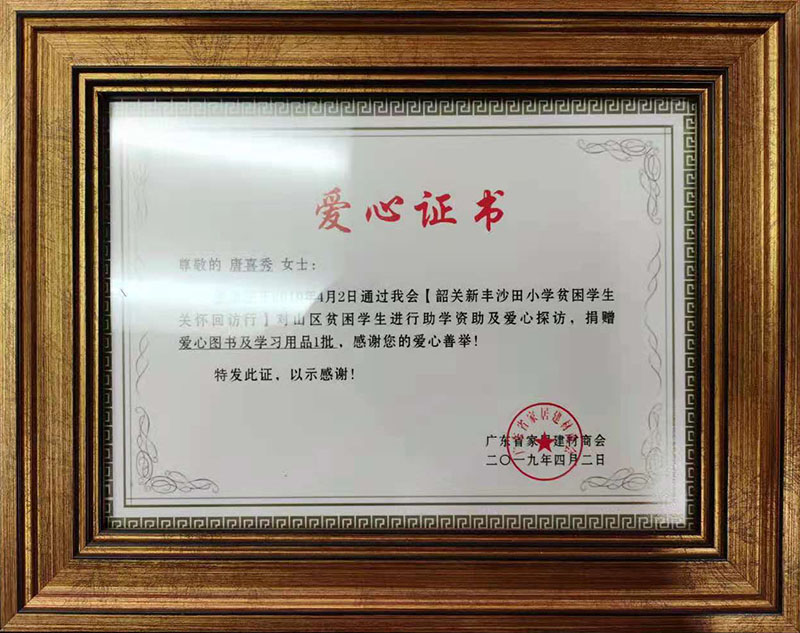 爱心证书
尊敬的 唐喜秀 女士：
2019年4月2日通过我会【韶关新丰沙田小学贫困学生
关怀回访行】对山区贫困学生进行助学资助及爱心探访，捐赠
爱心图书及学习用品1批，感谢您的爱心善举！
特发此证，以示感谢！
广东省家居建材商会
二〇一九年四月二日